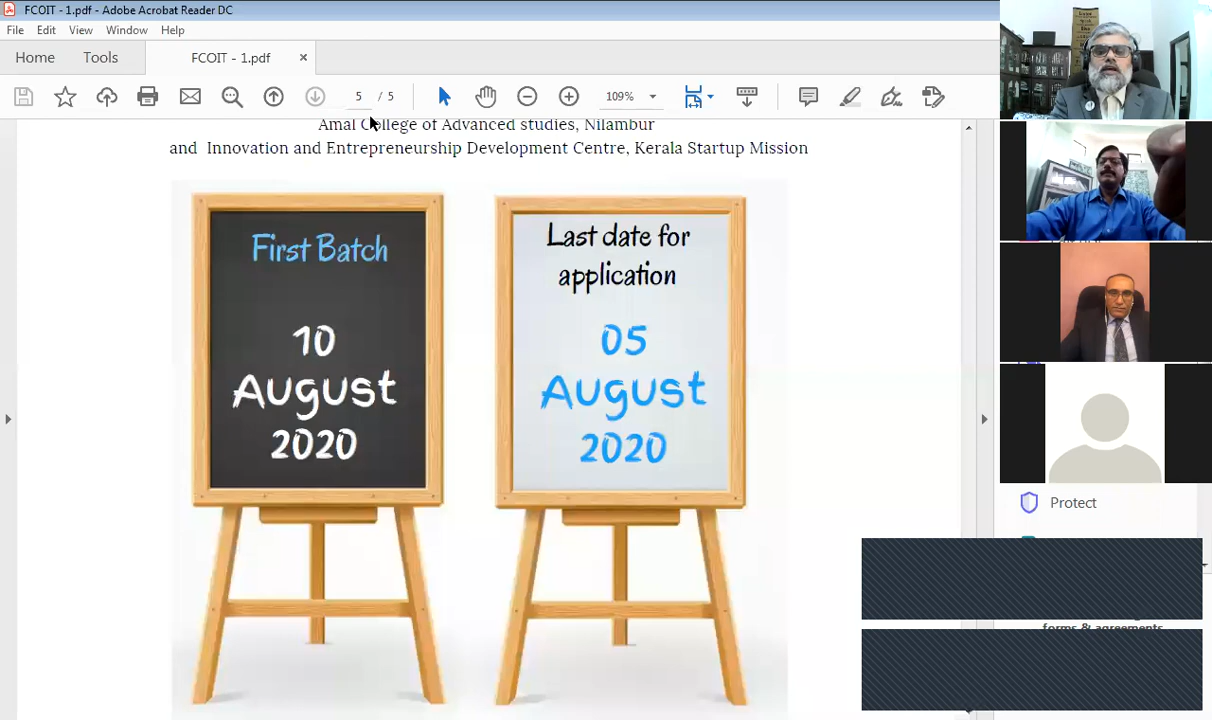 FCOIT - 1.pdf - Adobe Acrobat Reader DC
File Edit View Window Help
Home Tools FCOIT - 1.pdf ×
5 / 5 109%
Amal College of Advanced studies, Nilambur
and Innovation and Entrepreneurship Development Centre, Kerala Startup Mission
First Batch
10
August
2020
Last date for
application
05
August
2020
Protect
forms & agreements